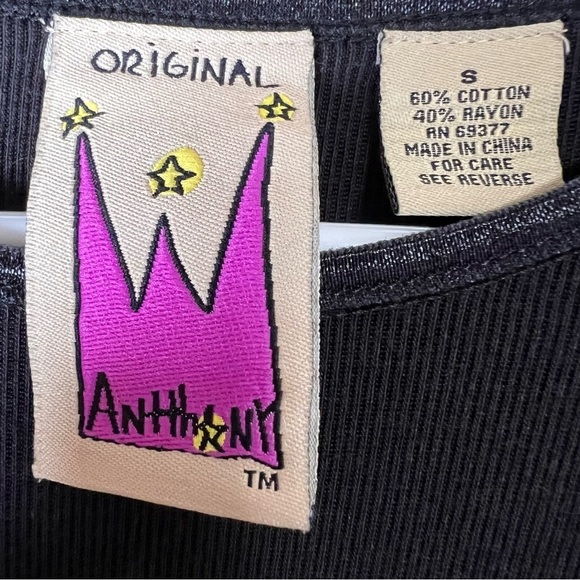 ORiGiNAL
ANTHONY
TM
S
60% COTTON
40% RAYON
RN 69377
MADE IN CHINA
FOR CARE
SEE REVERSE